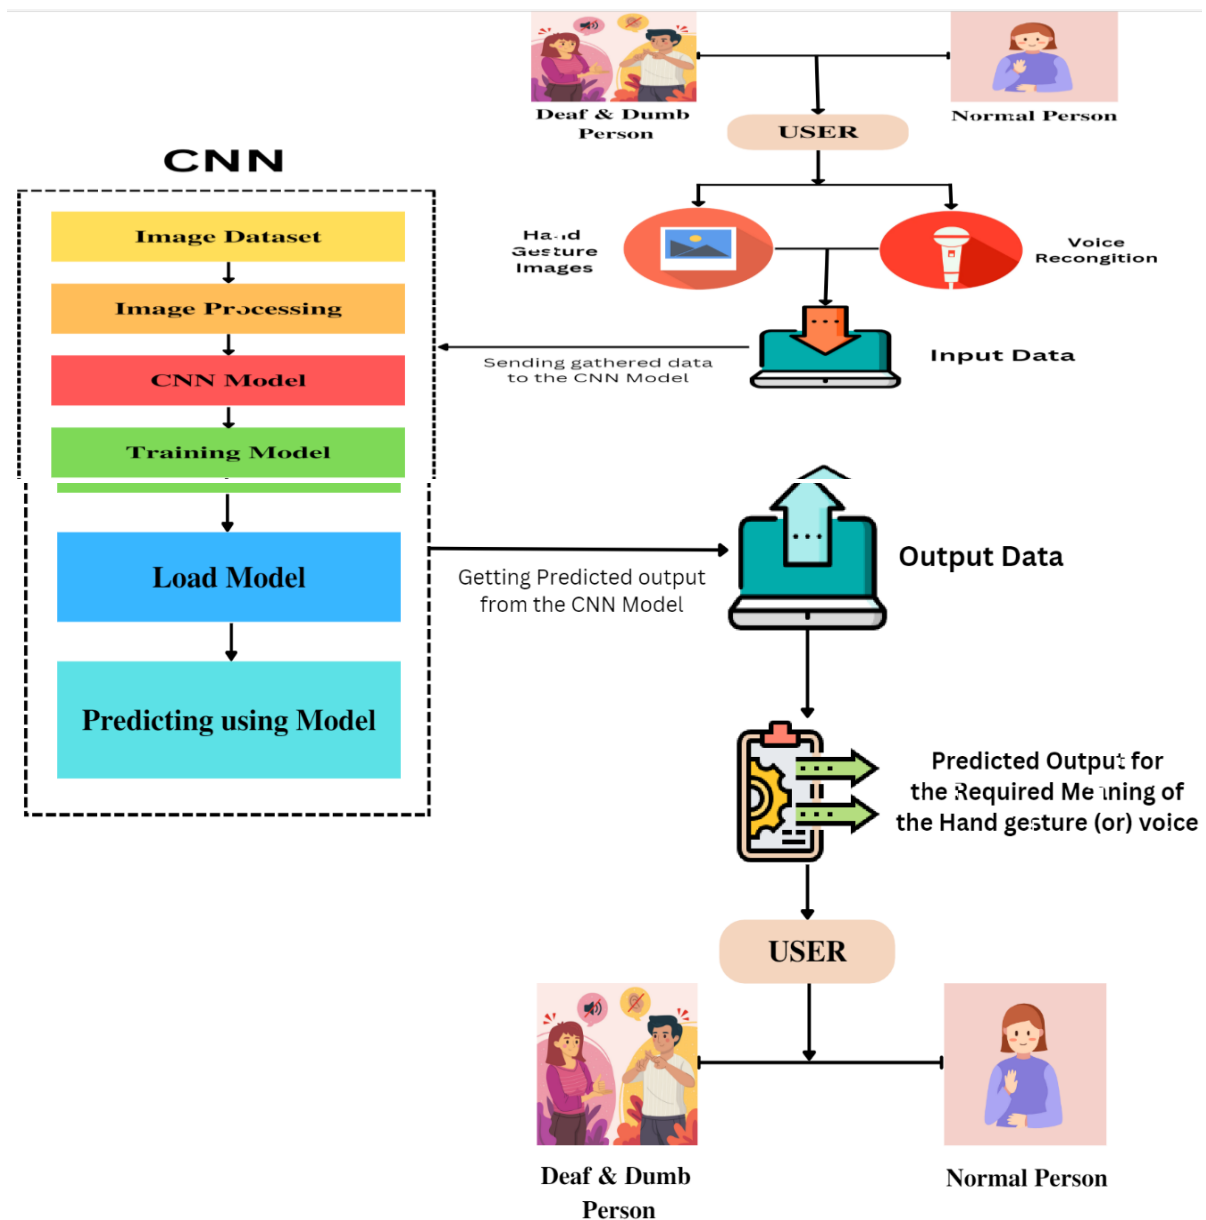 Deaf & Dumb
Person
Normal Person
USER
CNN
Hand
Gesture
Images
Voice
Recongition
Image Dataset
Image Processing
CNN Model
Training Model
Sending gathered data
to the CNN Model
Input Data
Load Model
Predicting using Model
Getting Predicted output
from the CNN Model
Output Data
Predicted Output for
the Required Meaning of
the Hand gesture (or) voice
USER
Deaf & Dumb
Person
Normal Person